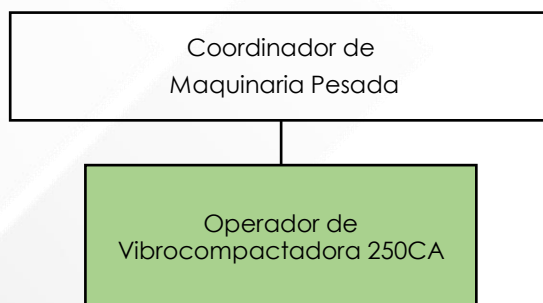 Coordinador de
Maquinaria Pesada
Operador de
Vibrocompactadora 250CA